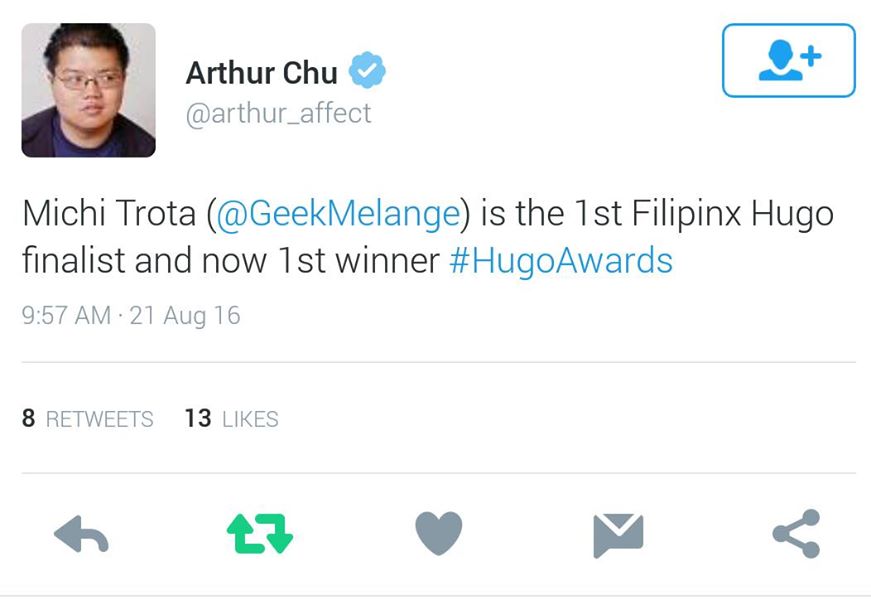 Arthur Chu
@arthur_affect
Michi Trota (@GeekMelange) is the 1st Filipinx Hugo
finalist and now 1st winner #HugoAwards
9:57 AM · 21 Aug 16
8 RETWEETS 13 LIKES